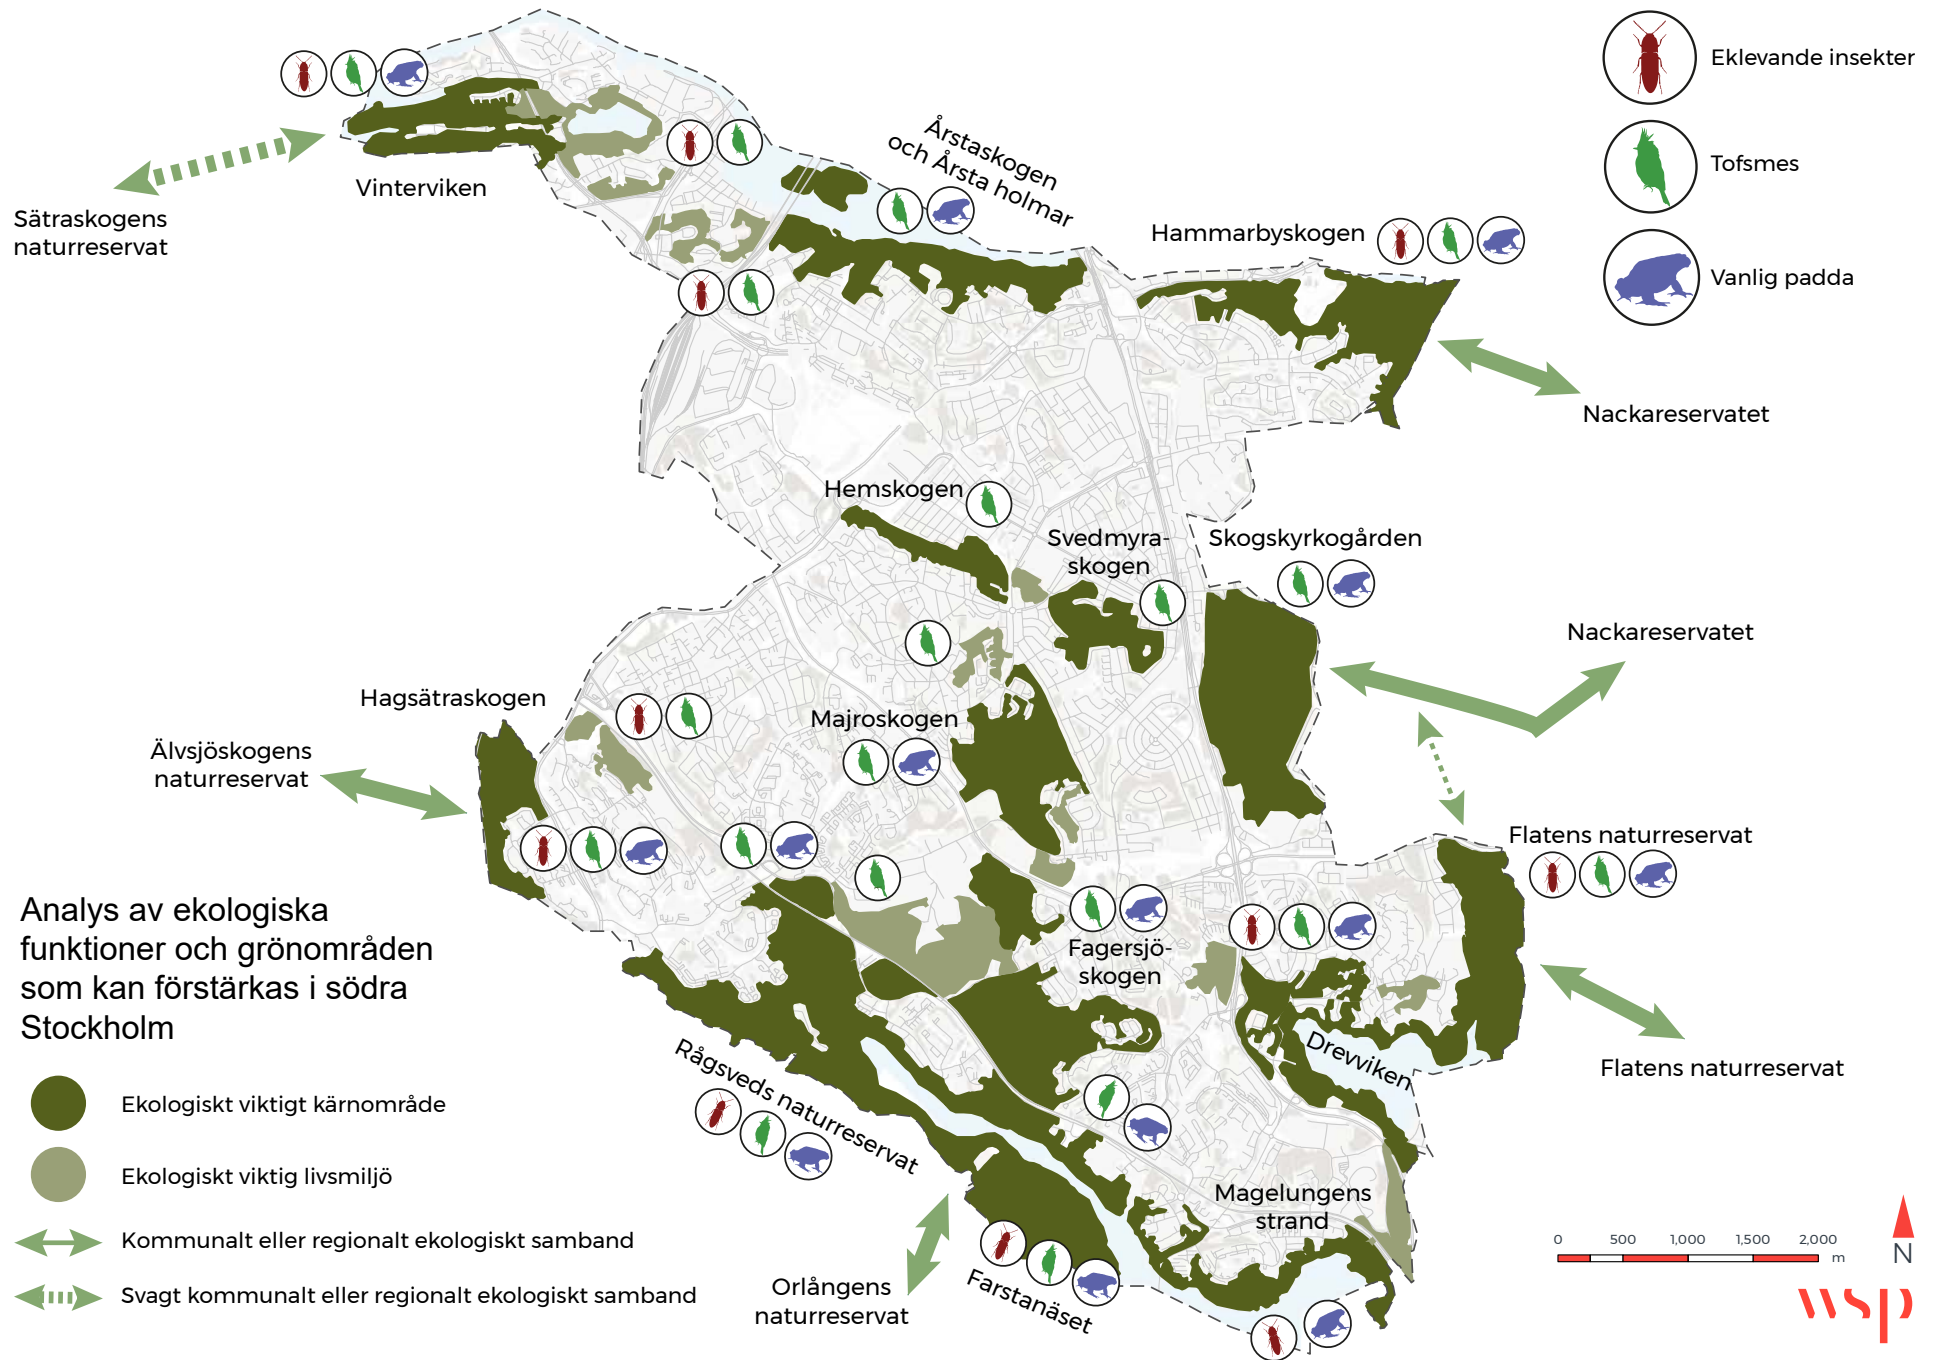 Eklevande insekter
Tofsmes
Vanlig padda
Årstaskogen
och Årsta holmar
Vinterviken
Sätraskogens
naturreservat
Hammarbyskogen
Nackareservatet
Hemskogen
Svedmyra-
skogen
Skogskyrkogården
Nackareservatet
Hagsätraskogen
Majroskogen
Älvsjöskogens
naturreservat
Flatens naturreservat
Analys av ekologiska
funktioner och grönområden
som kan förstärkas i södra
Stockholm
Fagersjö-
skogen
Drevviken
Rågsveds naturreservat
Flatens naturreservat
Ekologiskt viktigt kärnområde
Ekologiskt viktig livsmiljö
Magelungens
strand
Kommunalt eller regionalt ekologiskt samband
Svagt kommunalt eller regionalt ekologiskt samband
Orlångens
naturreservat
Farstanäset
0 500 1,000 1,500 2,000
m
N
wsp